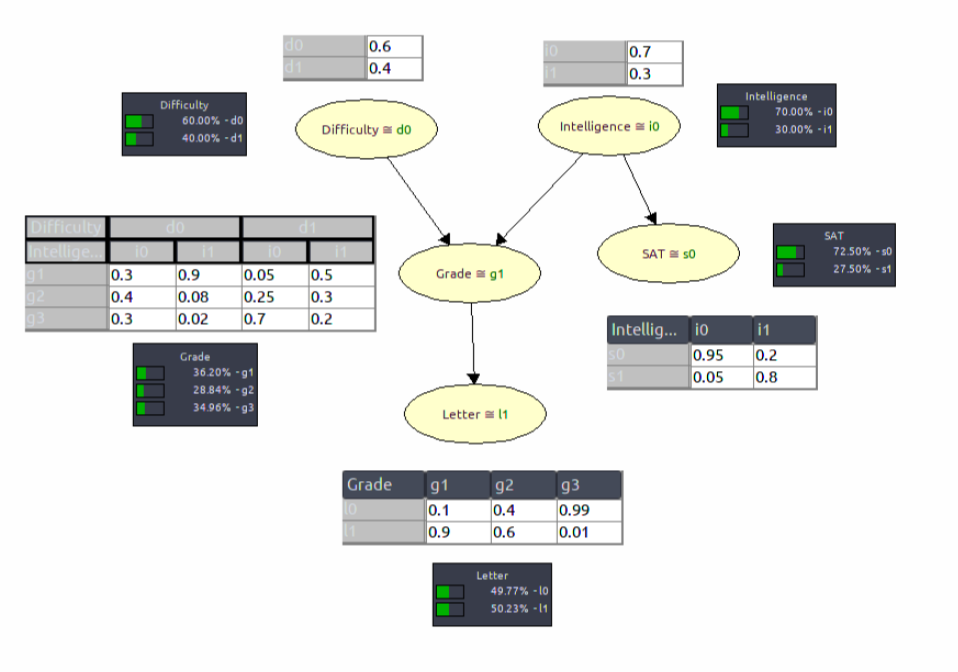 d0 0.6
d1 0.4
i0 0.7
i1 0.3
Difficulty
60.00% - d0
40.00% - d1
Difficulty ≅ d0
Intelligence ≅ i0
Intelligence
70.00% - i0
30.00% - i1
Difficulty d0 d1
Intellige... i0 i1 i0 i1
g1 0.3 0.9 0.05 0.5
g2 0.4 0.08 0.25 0.3
g3 0.3 0.02 0.7 0.2
Grade ≅ g1
SAT ≅ s0
SAT
72.50% - s0
27.50% - s1
Grade
36.20% - g1
28.84% - g2
34.96% - g3
Intellig... i0 i1
s0 0.95 0.2
s1 0.05 0.8
Letter ≅ l1
Grade g1 g2 g3
l0 0.1 0.4 0.99
l1 0.9 0.6 0.01
Letter
49.77% - l0
50.23% - l1